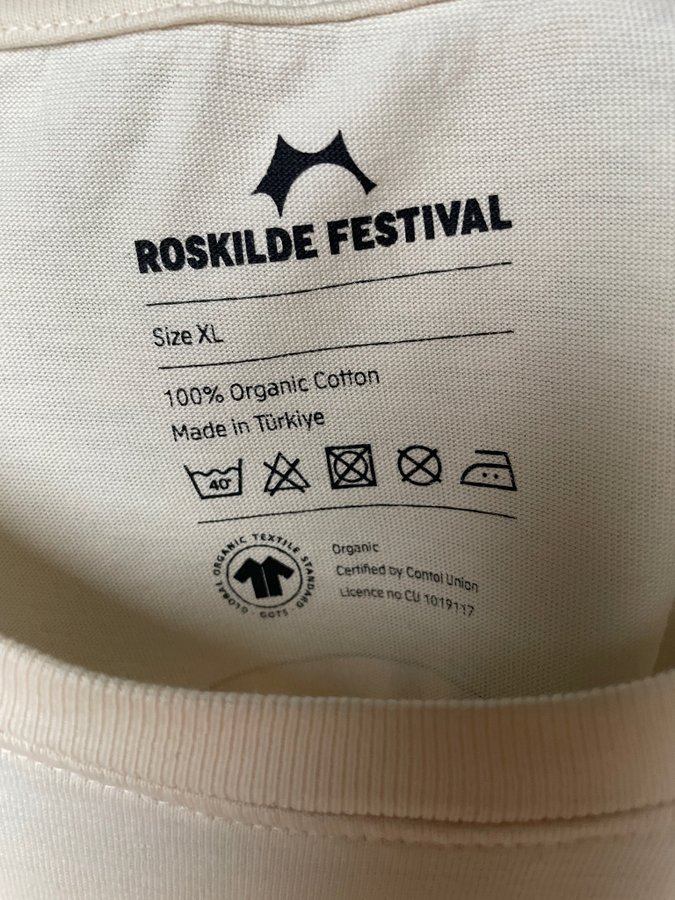 ROSKILDE FESTIVAL
Size XL
100% Organic Cotton
Made in Türkiye
40°
GLOBAL ORGANIC TEXTILE STANDARD · GOTS ·
Organic
Certified by Contol Union
Licence no CU 1019117